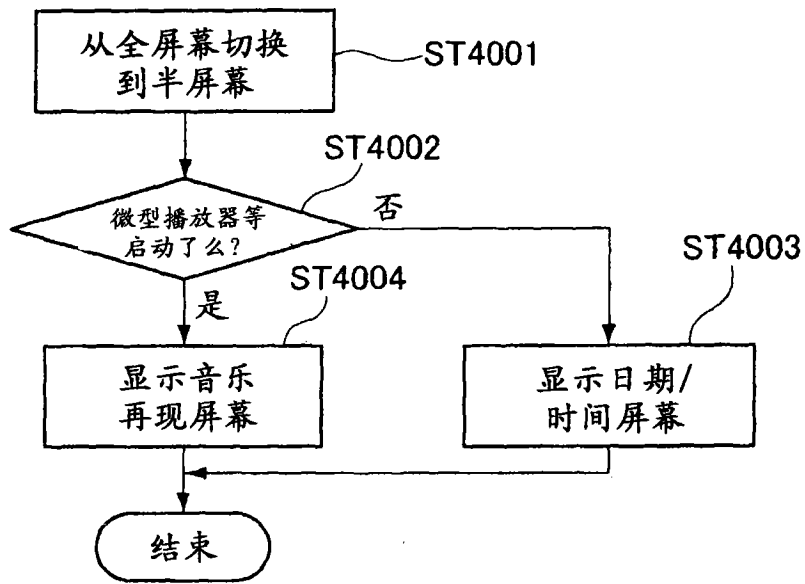 从全屏幕切换
到半屏幕
ST4001
ST4002
微型播放器等
启动了么?
否
ST4003
ST4004
是
显示音乐
再现屏幕
显示日期/
时间屏幕
结束